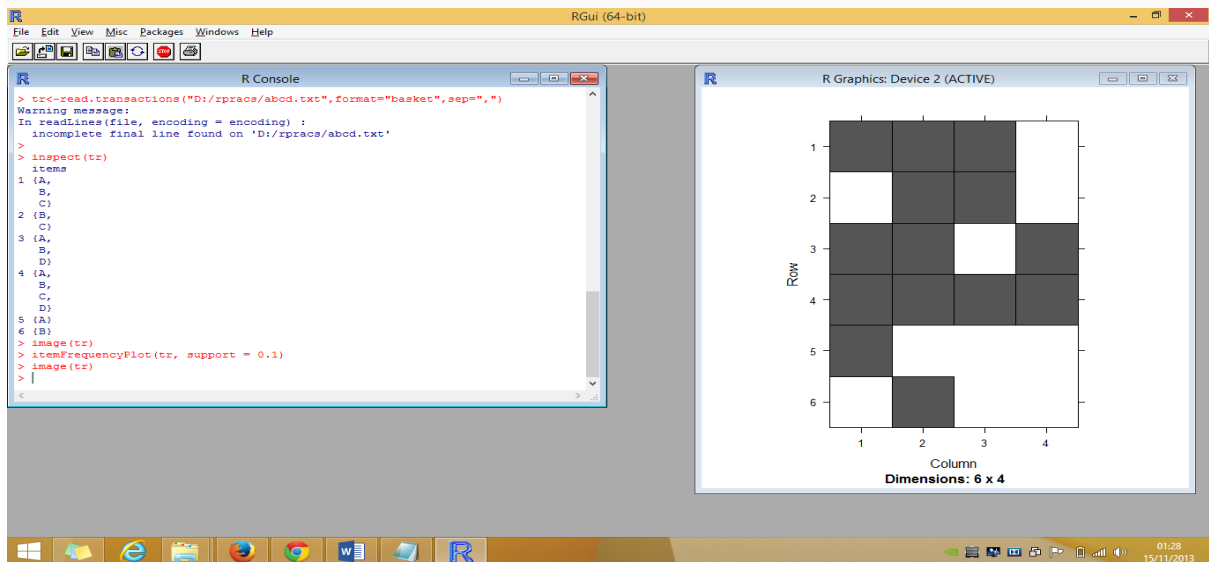 RGui (64-bit)
File Edit View Misc Packages Windows Help
STOP
R Console
> tr<-read.transactions("D:/rpracs/abcd.txt",format="basket",sep=",")
Warning message:
In readLines(file, encoding = encoding) :
incomplete final line found on 'D:/rpracs/abcd.txt'
>
> inspect(tr)
items
1 {A,
B,
C}
2 {B,
C}
3 {A,
B,
D}
4 {A,
B,
C,
D}
5 {A}
6 {B}
> image(tr)
> itemFrequencyPlot(tr, support = 0.1)
> image(tr)
>
R Graphics: Device 2 (ACTIVE)
1
2
3
4
5
6
Row
1 2 3 4
Column
Dimensions: 6 x 4
01:28
15/11/2013